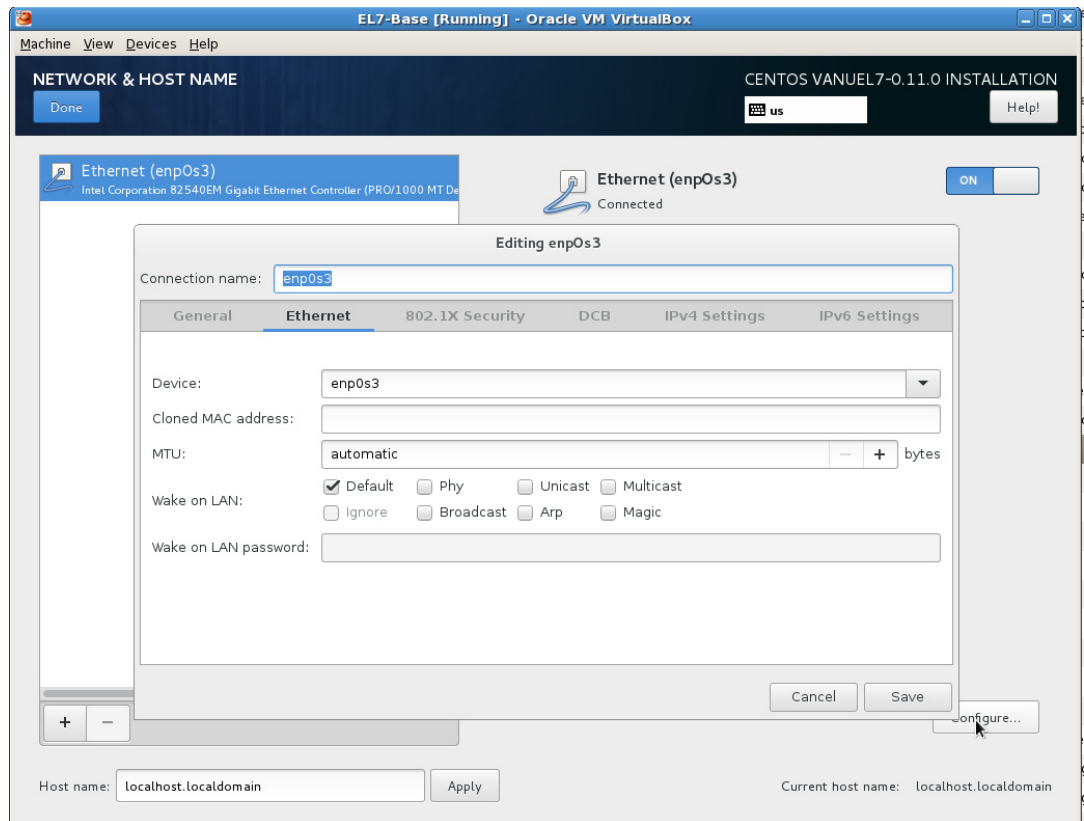 EL7-Base [Running] - Oracle VM VirtualBox
Machine View Devices Help
NETWORK & HOST NAME
CENTOS VANUEL7-0.11.0 INSTALLATION
Done
us
Help!
Ethernet (enp0s3)
Intel Corporation 82540EM Gigabit Ethernet Controller (PRO/1000 MT De
Ethernet (enp0s3)
Connected
ON
Editing enp0s3
Connection name: enp0s3
General Ethernet 802.1X Security DCB IPv4 Settings IPv6 Settings
Device: enp0s3
Cloned MAC address:
MTU: automatic − + bytes
Wake on LAN:
Default Phy Unicast Multicast
Ignore Broadcast Arp Magic
Wake on LAN password:
Cancel Save
+ −
Configure...
Host name: localhost.localdomain Apply
Current host name: localhost.localdomain